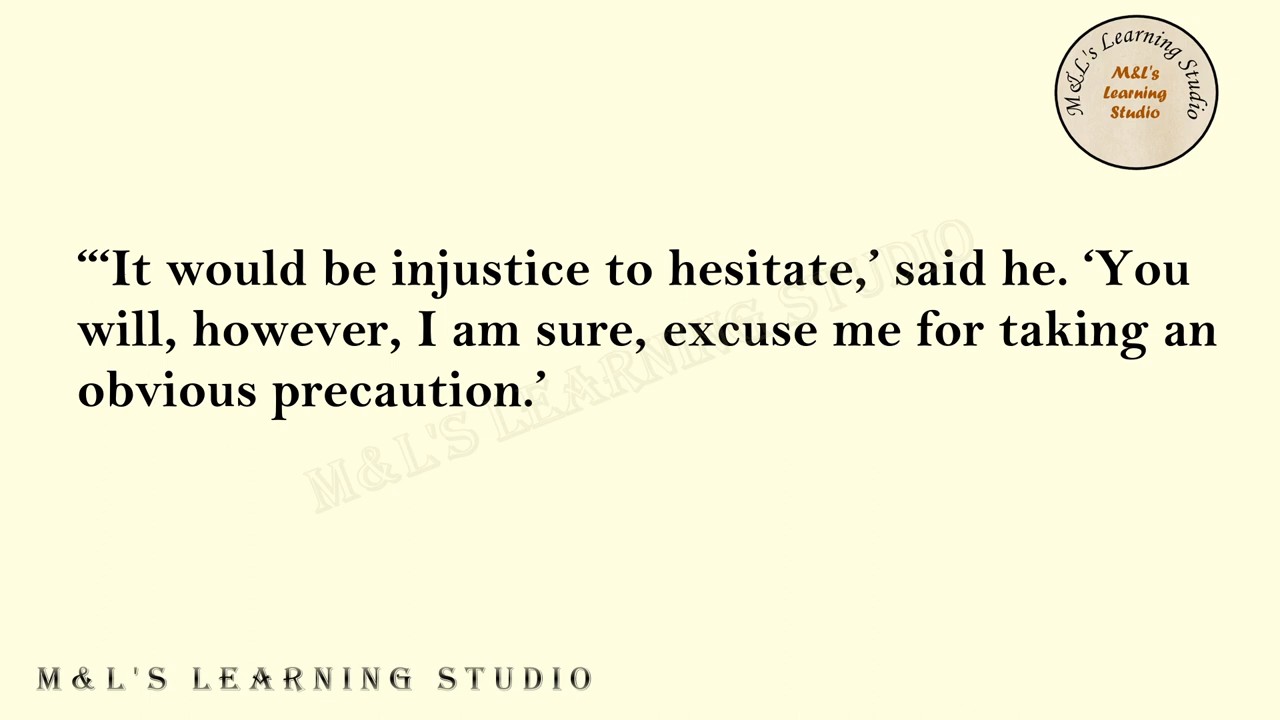 M&L's Learning Studio
M&L's
Learning
Studio
“‘It would be injustice to hesitate,’ said he. ‘You
will, however, I am sure, excuse me for taking an
obvious precaution.’
M&L'S LEARNING STUDIO
M&L'S LEARNING STUDIO